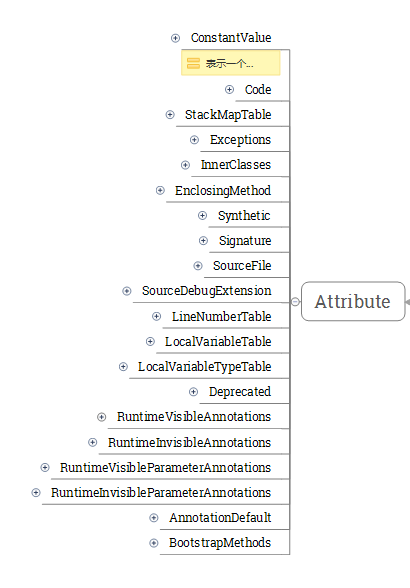 ConstantValue
表示一个...
Code
StackMapTable
Exceptions
InnerClasses
EnclosingMethod
Synthetic
Signature
SourceFile
SourceDebugExtension
Attribute
LineNumberTable
LocalVariableTable
LocalVariableTypeTable
Deprecated
RuntimeVisibleAnnotations
RuntimeInvisibleAnnotations
RuntimeVisibleParameterAnnotations
RuntimeInvisibleParameterAnnotations
AnnotationDefault
BootstrapMethods